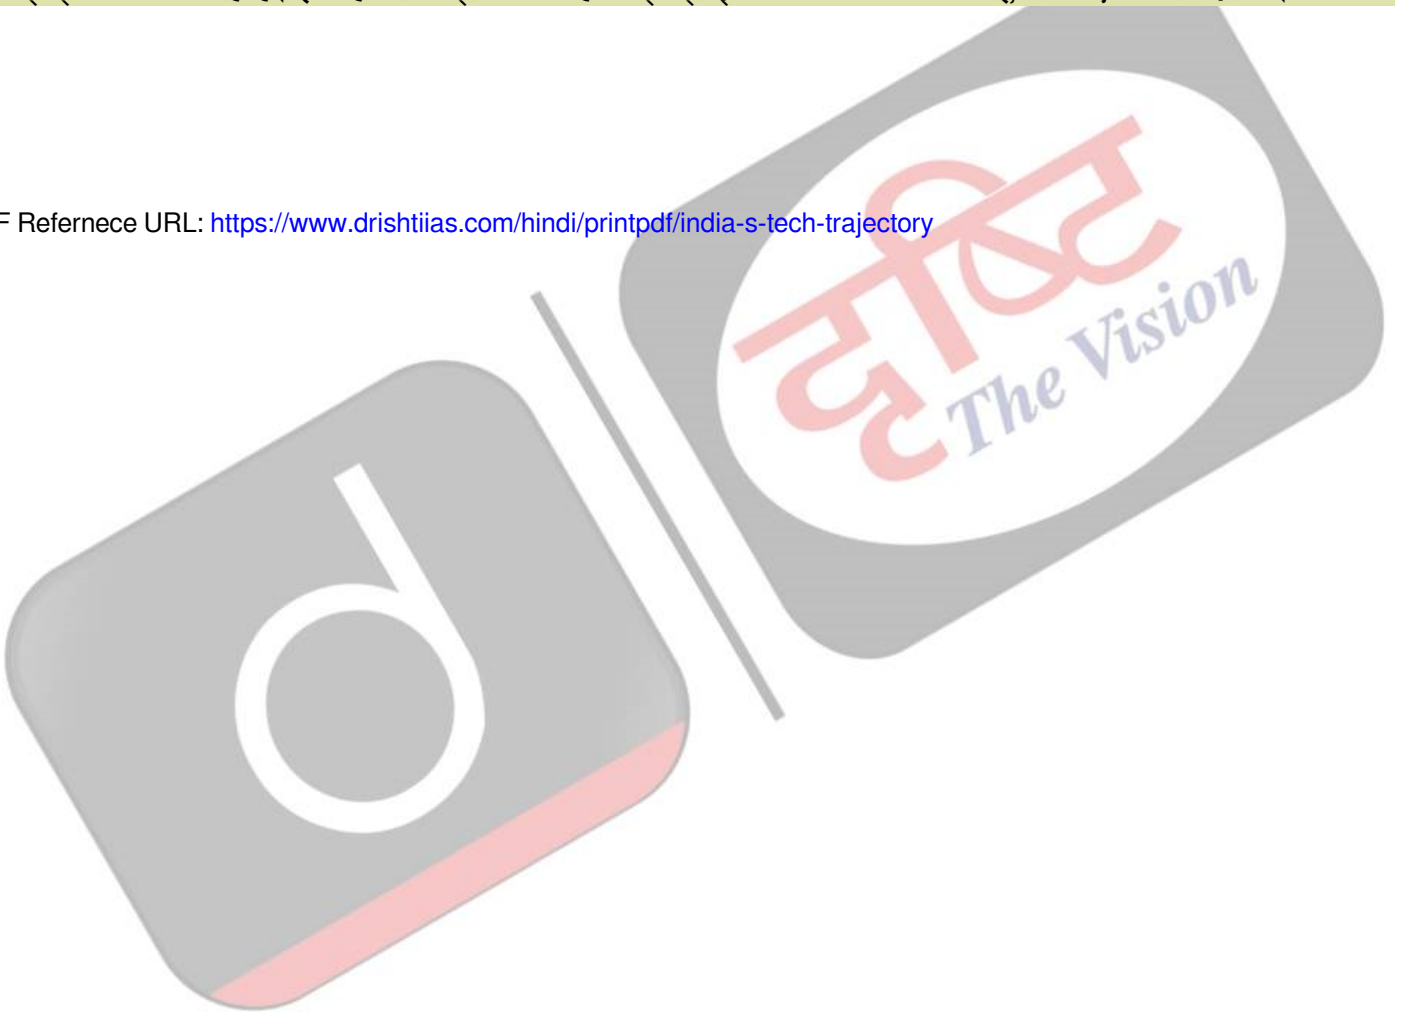 F Refernece URL: https://www.drishtiias.com/hindi/printpdf/india-s-tech-trajectory
दृष्टि
The Vision
d